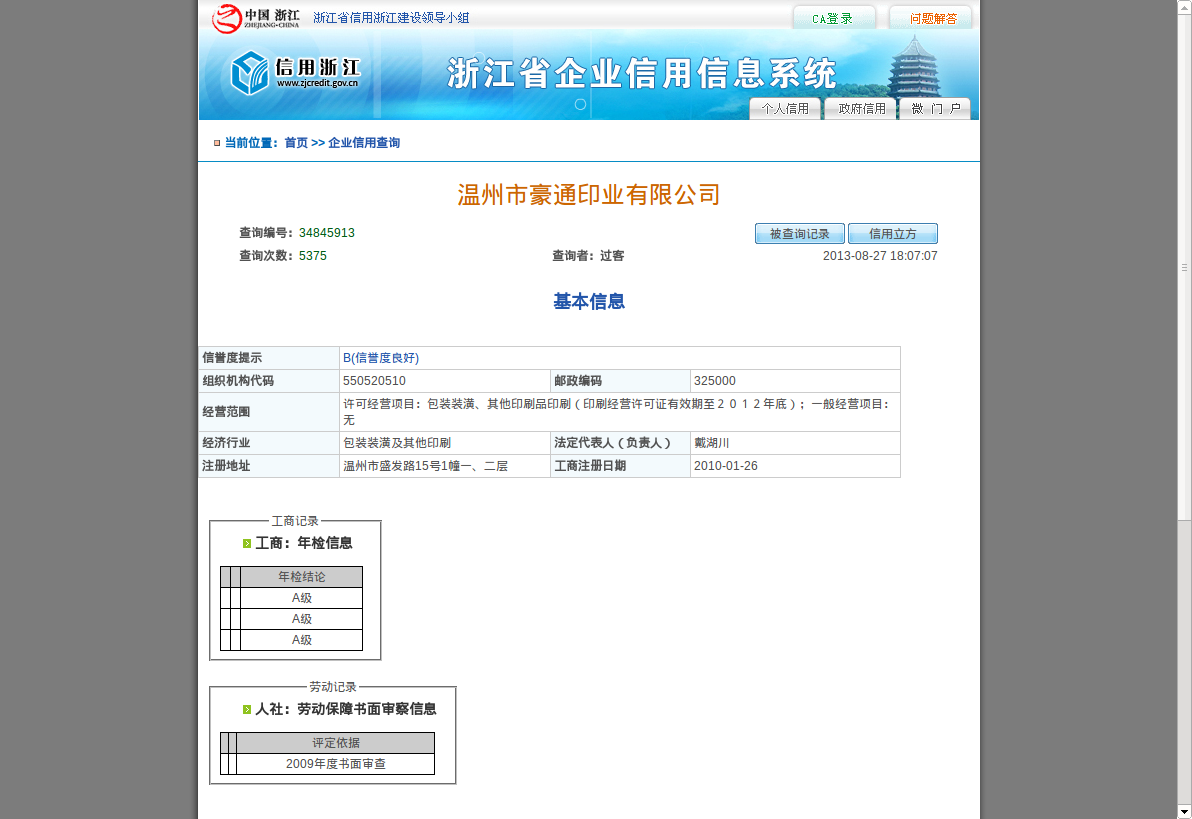 中国 浙江
ZHEJIANG·CHINA
浙江省信用浙江建设领导小组
CA登录
问题解答
信用浙江
www.zjcredit.gov.cn
浙江省企业信用信息系统
个人信用
政府信用
微 门 户
当前位置：首页 >> 企业信用查询
温州市豪通印业有限公司
查询编号：34845913
被查询记录
信用立方
查询次数：5375
查询者：过客
2013-08-27 18:07:07
基本信息
信誉度提示 B(信誉度良好)
组织机构代码 550520510 邮政编码 325000
经营范围 许可经营项目：包装装潢、其他印刷品印刷（印刷经营许可证有效期至２０１２年底）；一般经营项目：
无
经济行业 包装装潢及其他印刷 法定代表人（负责人） 戴湖川
注册地址 温州市盛发路15号1幢一、二层 工商注册日期 2010-01-26
工商记录
工商：年检信息
年检结论
A级
A级
A级
劳动记录
人社：劳动保障书面审察信息
评定依据
2009年度书面审查